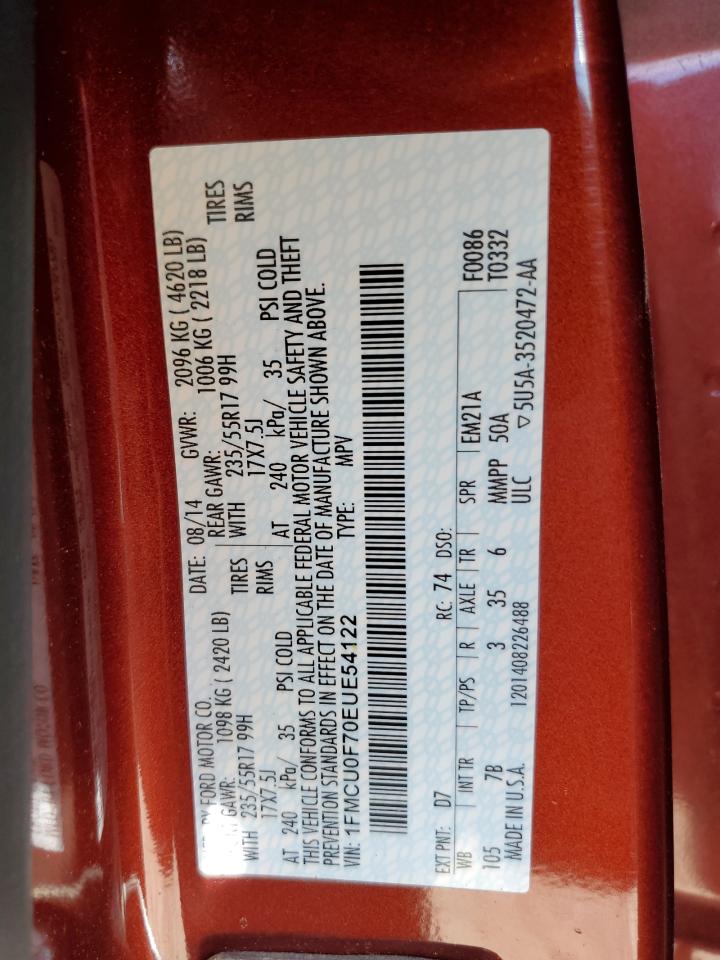 BY FORD MOTOR CO. DATE: 08/14 GVWR: 2096 KG ( 4620 LB)
GAWR: 1098 KG ( 2420 LB) REAR GAWR: 1006 KG ( 2218 LB)
WITH 235/55R17 99H TIRES WITH 235/55R17 99H TIRES
17X7.5J RIMS 17X7.5J RIMS
AT 240 kPa/ 35 PSI COLD AT 240 kPa/ 35 PSI COLD
THIS VEHICLE CONFORMS TO ALL APPLICABLE FEDERAL MOTOR VEHICLE SAFETY AND THEFT
PREVENTION STANDARDS IN EFFECT ON THE DATE OF MANUFACTURE SHOWN ABOVE.
VIN: 1FMCU0F70EUE54122 TYPE: MPV
EXT PNT: D7 RC: 74 DSO: F0086
WB INT TR TP/PS R AXLE TR SPR EM21A T0332
105 7B 3 35 6 MMPP 50A
MADE IN U.S.A. 1201408226488 ULC ▽5U5A-3520472-AA